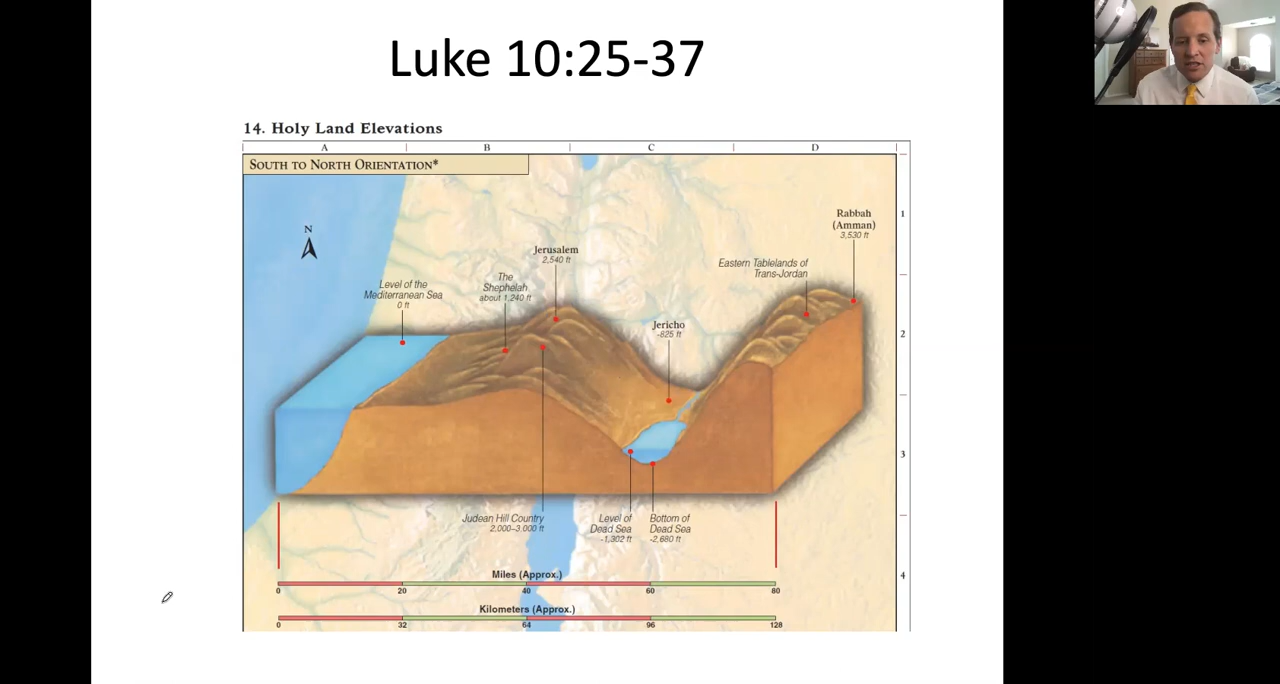 Luke 10:25-37
14. Holy Land Elevations
A B C D
SOUTH TO NORTH ORIENTATION*
1
N
Rabbah
(Amman)
3,530 ft
Jerusalem
2,540 ft
Eastern Tablelands of
Trans-Jordan
The
Shephelah
about 1,240 ft
Level of the
Mediterranean Sea
0 ft
Jericho
-825 ft
2
3
Judean Hill Country
2,000–3,000 ft
Level of
Dead Sea
-1,302 ft
Bottom of
Dead Sea
-2,680 ft
4
Miles (Approx.)
0 20 40 60 80
Kilometers (Approx.)
0 32 64 96 128